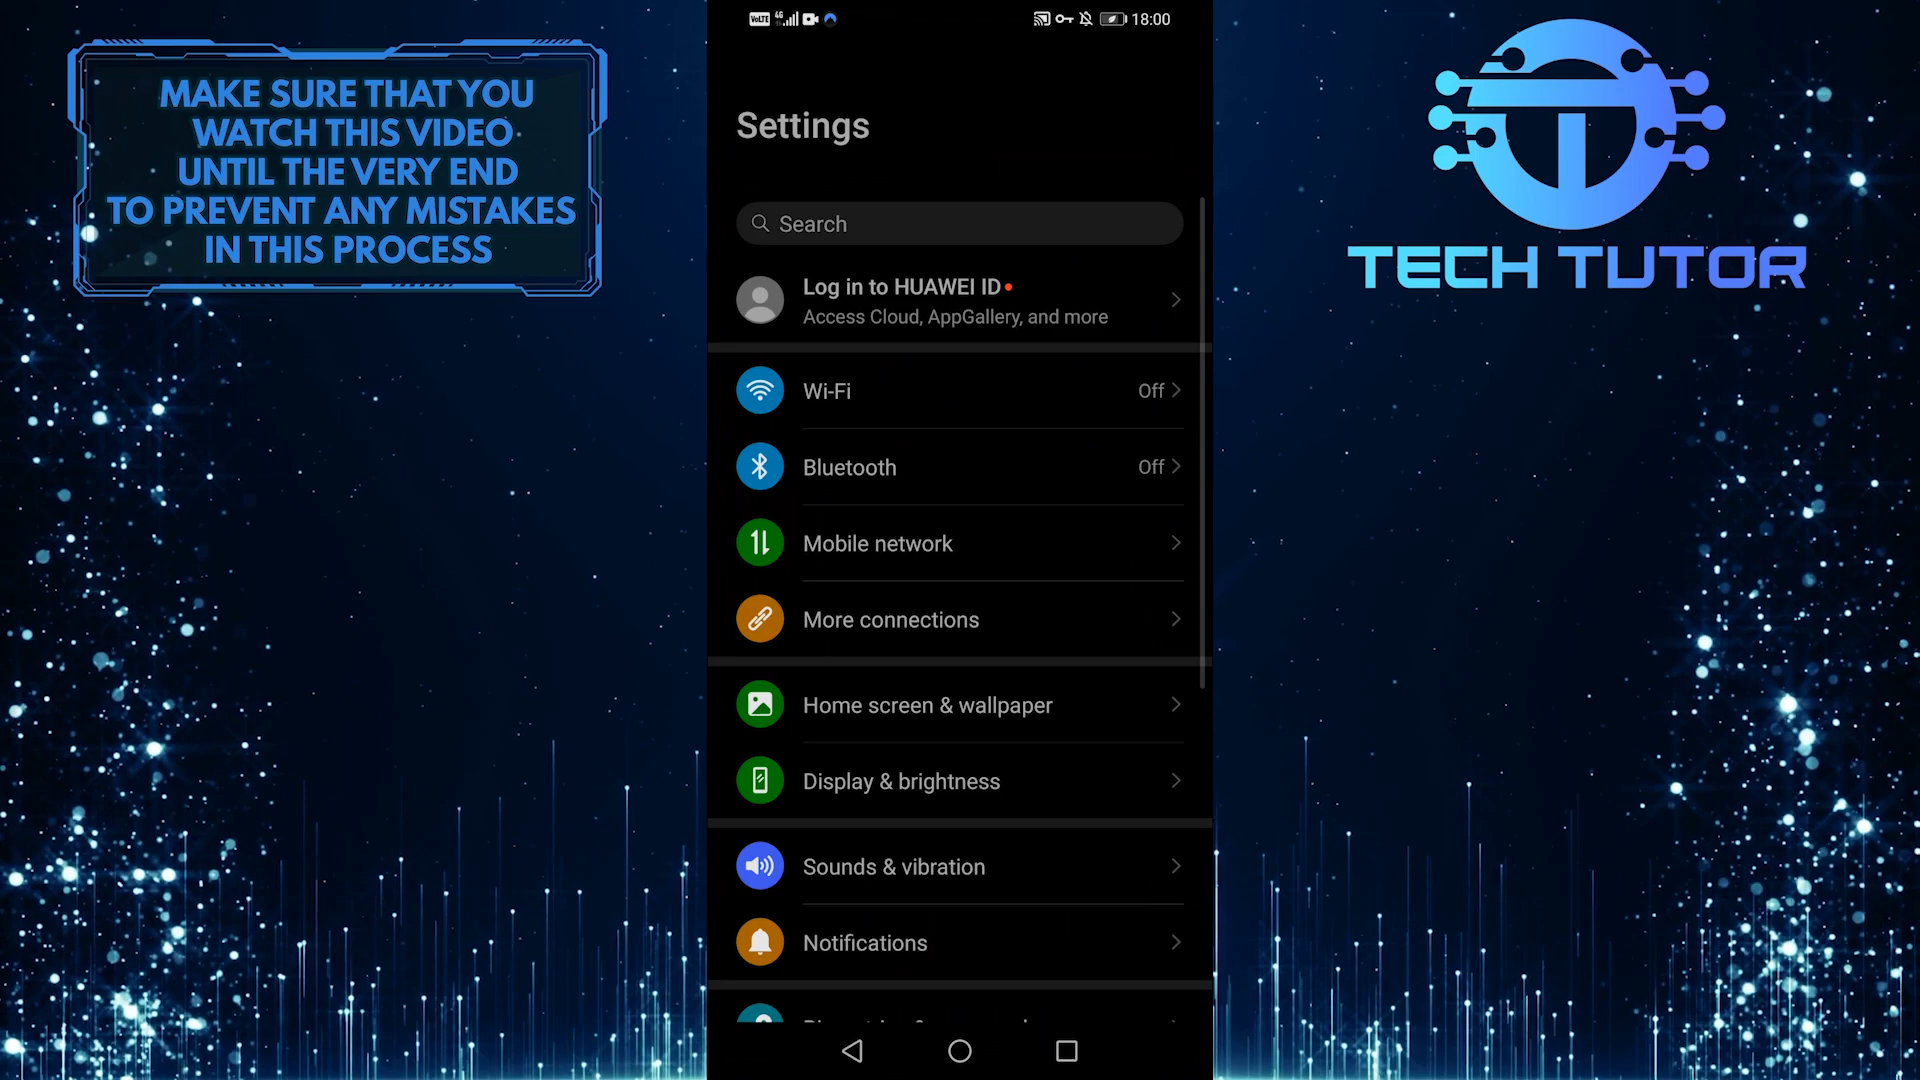 MAKE SURE THAT YOU
WATCH THIS VIDEO
UNTIL THE VERY END
TO PREVENT ANY MISTAKES
IN THIS PROCESS
VoLTE 4G 18:00
Settings
Search
Log in to HUAWEI ID
Access Cloud, AppGallery, and more
Wi-Fi Off
Bluetooth Off
Mobile network
More connections
Home screen & wallpaper
Display & brightness
Sounds & vibration
Notifications
TECH TUTOR